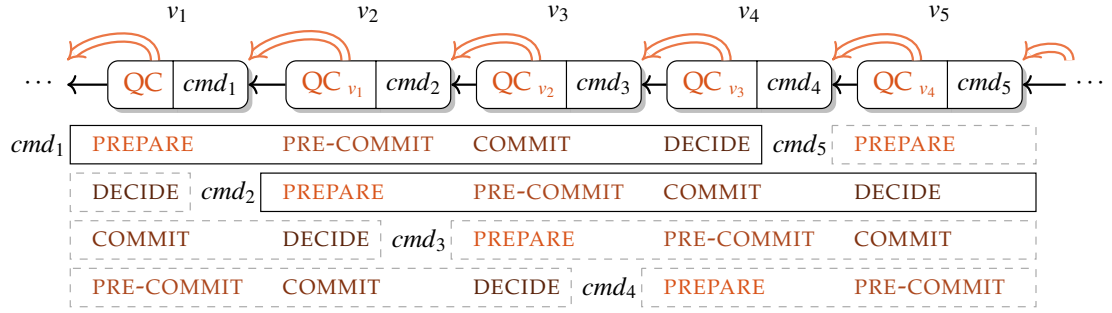 v1 v2 v3 v4 v5
⋯ QC cmd1 QC v1 cmd2 QC v2 cmd3 QC v3 cmd4 QC v4 cmd5 ⋯
cmd1 PREPARE PRE-COMMIT COMMIT DECIDE cmd5 PREPARE
DECIDE cmd2 PREPARE PRE-COMMIT COMMIT DECIDE
COMMIT DECIDE cmd3 PREPARE PRE-COMMIT COMMIT
PRE-COMMIT COMMIT DECIDE cmd4 PREPARE PRE-COMMIT